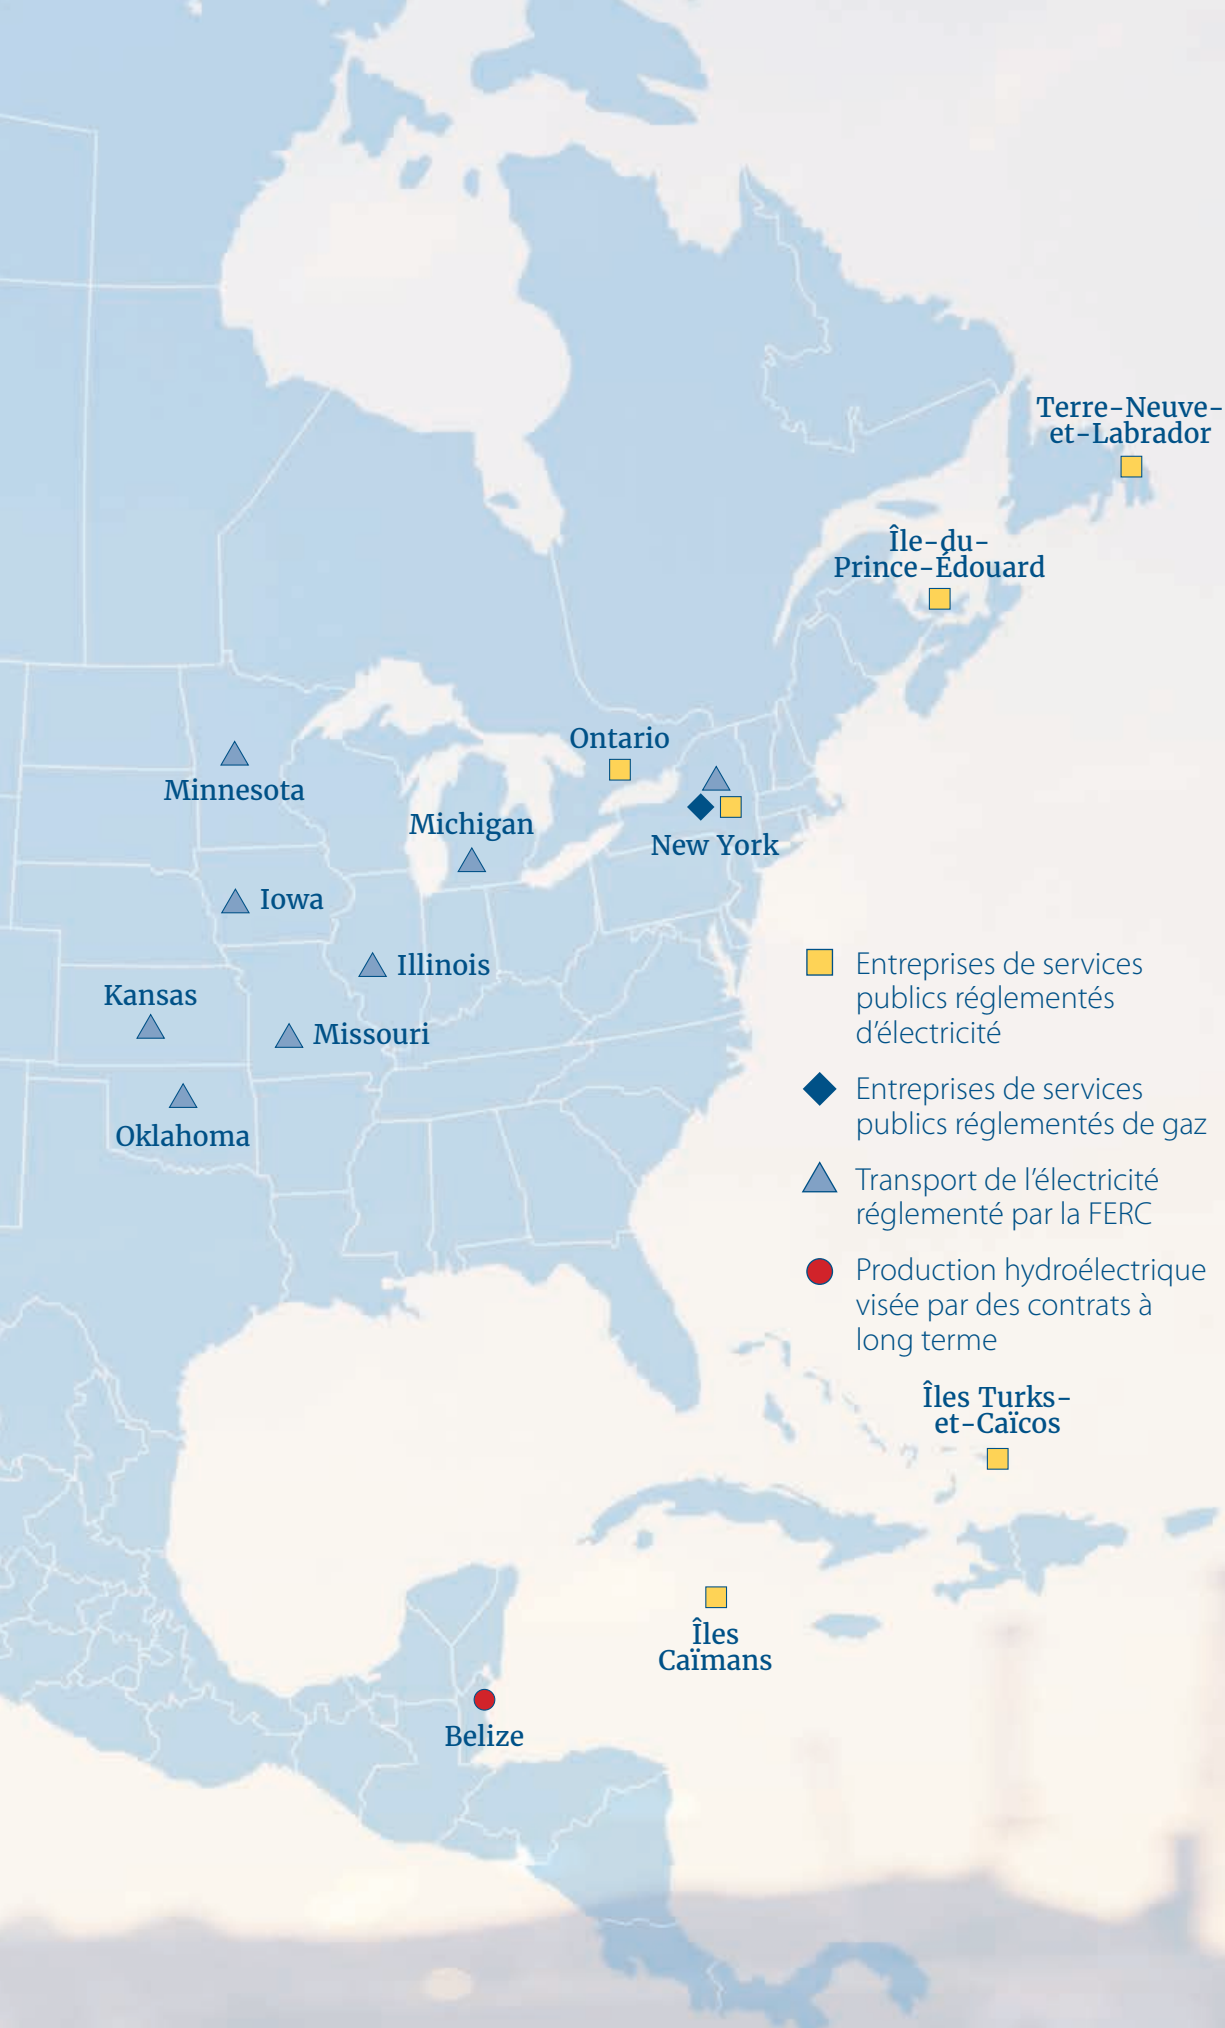 Terre-Neuve-
et-Labrador
Île-du-
Prince-Édouard
Ontario
Minnesota
Michigan
New York
Iowa
Illinois
Kansas
Missouri
Oklahoma
Entreprises de services
publics réglementés
d’électricité
Entreprises de services
publics réglementés de gaz
Transport de l’électricité
réglementé par la FERC
Production hydroélectrique
visée par des contrats à
long terme
Îles Turks-
et-Caïcos
Îles
Caïmans
Belize